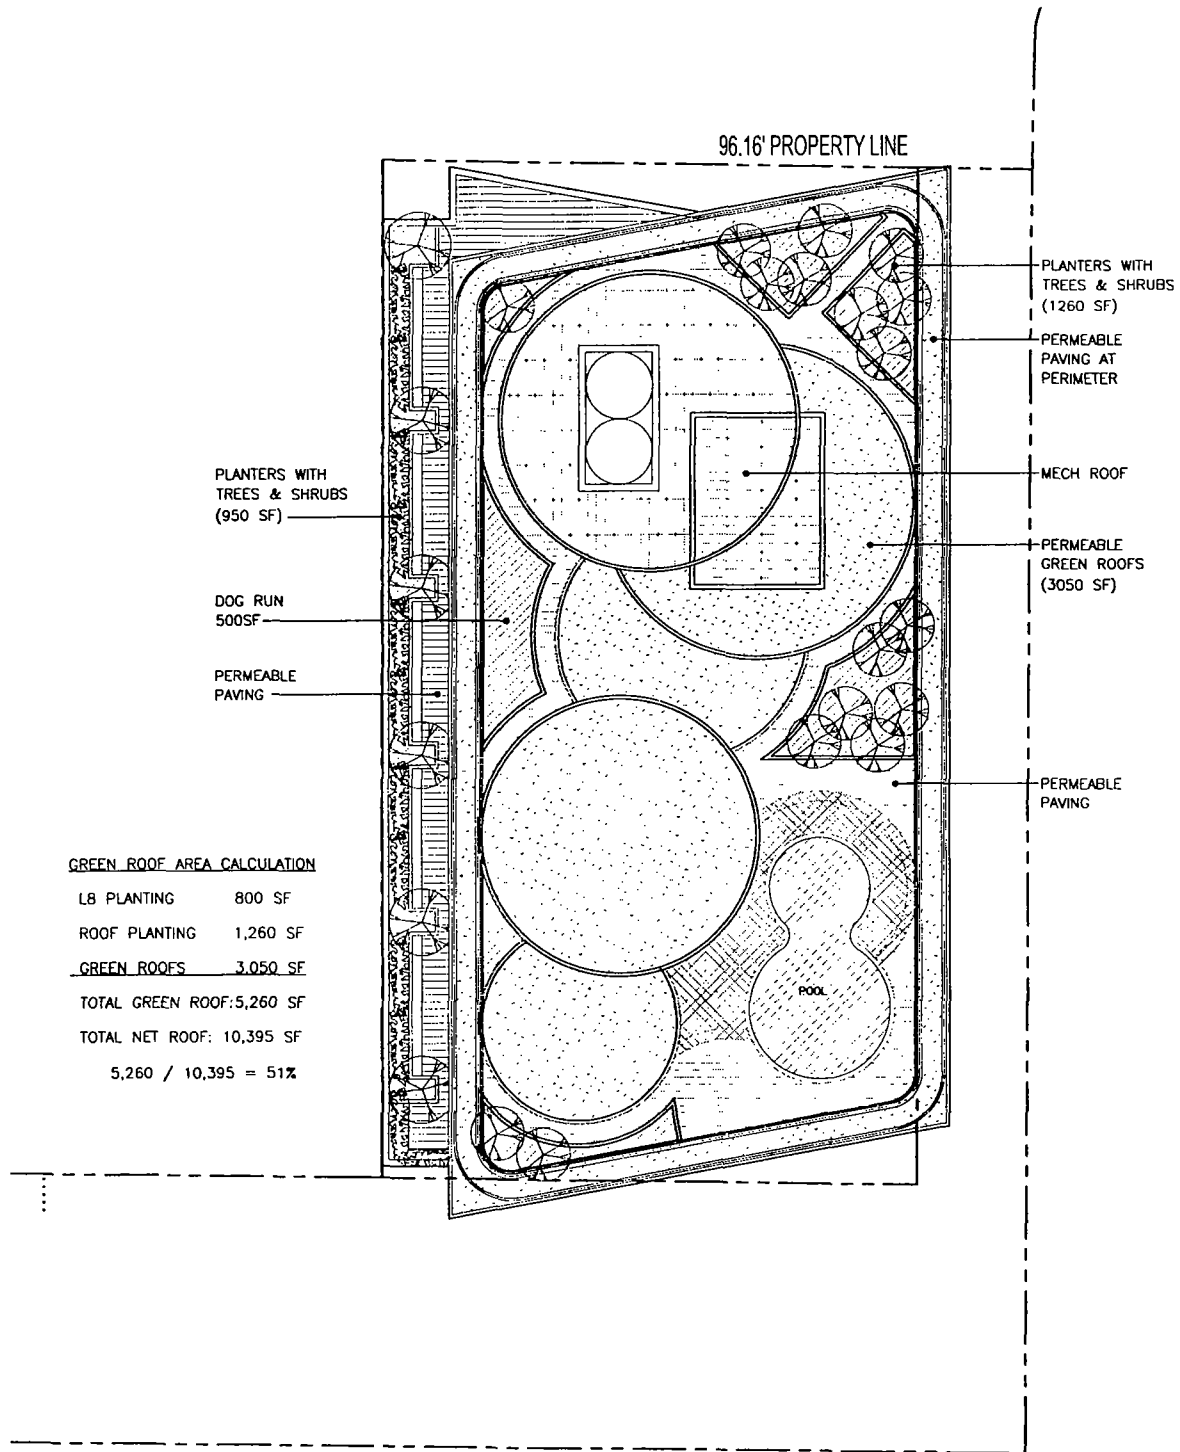 96.16' PROPERTY LINE
PLANTERS WITH
TREES & SHRUBS
(1260 SF)
PERMEABLE
PAVING AT
PERIMETER
MECH ROOF
PERMEABLE
GREEN ROOFS
(3050 SF)
PERMEABLE
PAVING
PLANTERS WITH
TREES & SHRUBS
(950 SF)
DOG RUN
500SF
PERMEABLE
PAVING
POOL
GREEN ROOF AREA CALCULATION
L8 PLANTING 800 SF
ROOF PLANTING 1,260 SF
GREEN ROOFS 3,050 SF
TOTAL GREEN ROOF: 5,260 SF
TOTAL NET ROOF: 10,395 SF
5,260 / 10,395 = 51%